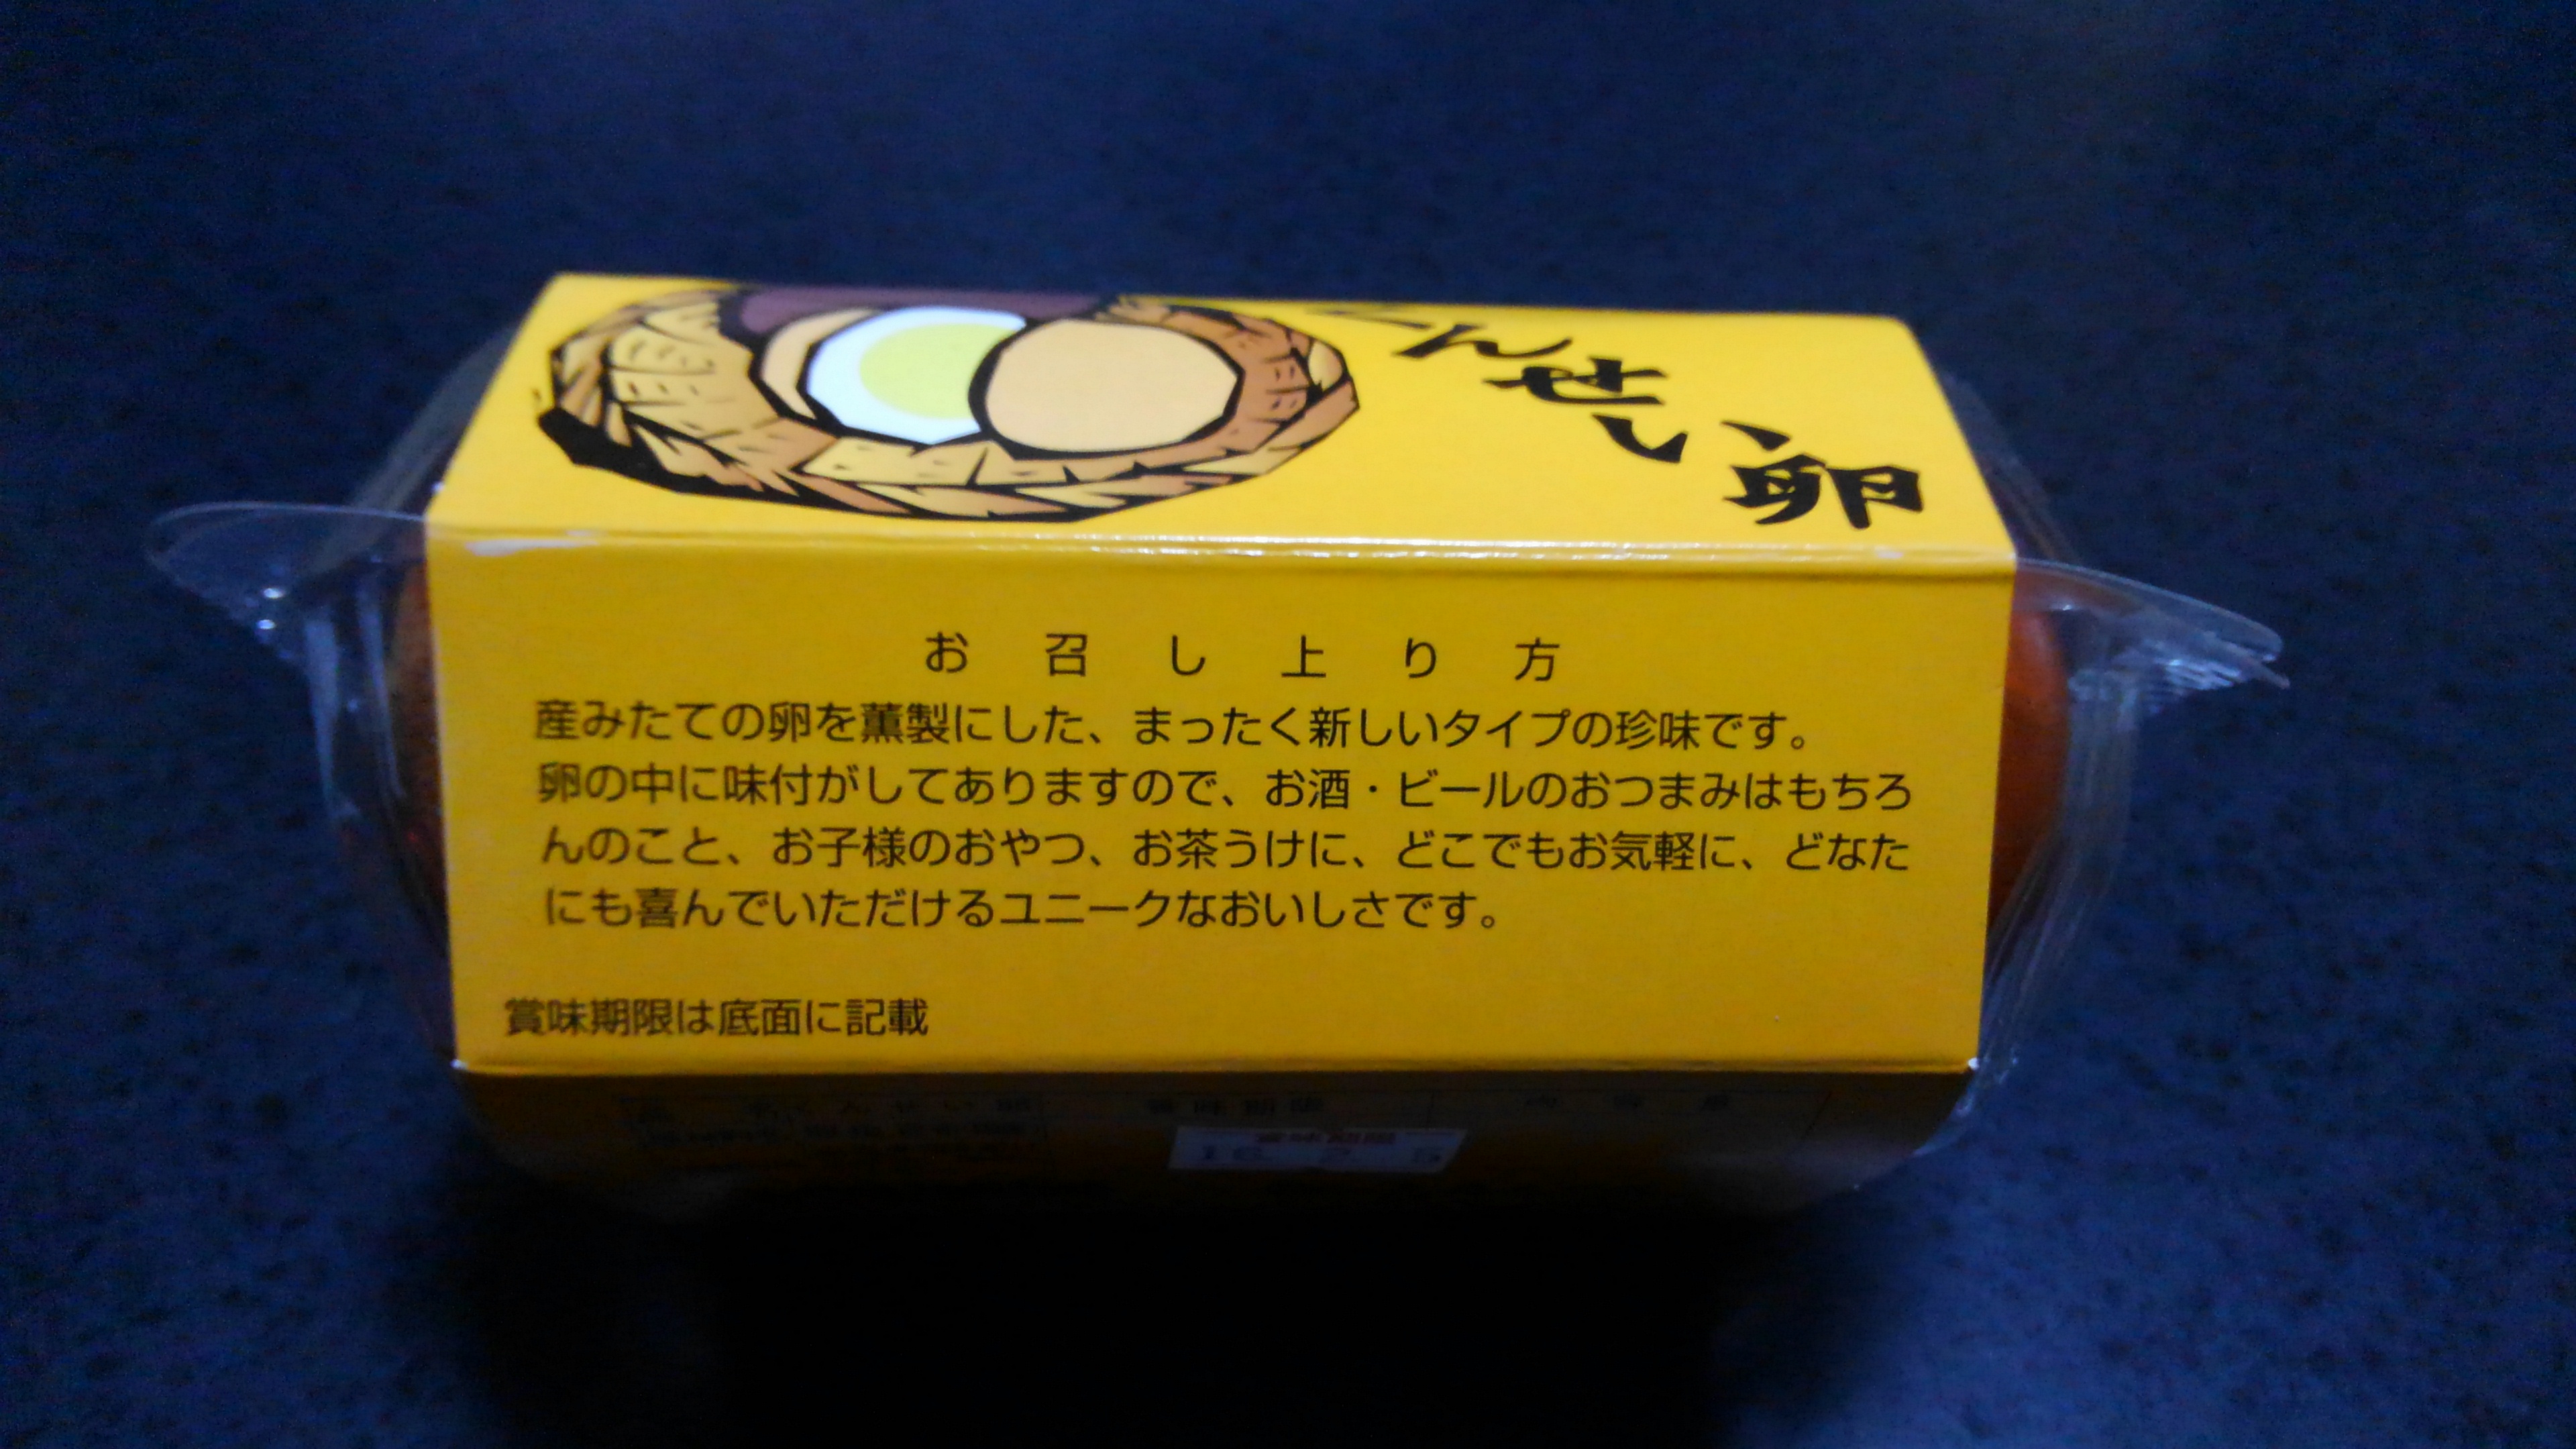 くんせい卵
お召し上り方
産みたての卵を薫製にした、まったく新しいタイプの珍味です。
卵の中に味付がしてありますので、お酒・ビールのおつまみはもちろ
んのこと、お子様のおやつ、お茶うけに、どこでもお気軽に、どなた
にも喜んでいただけるユニークなおいしさです。
賞味期限は底面に記載